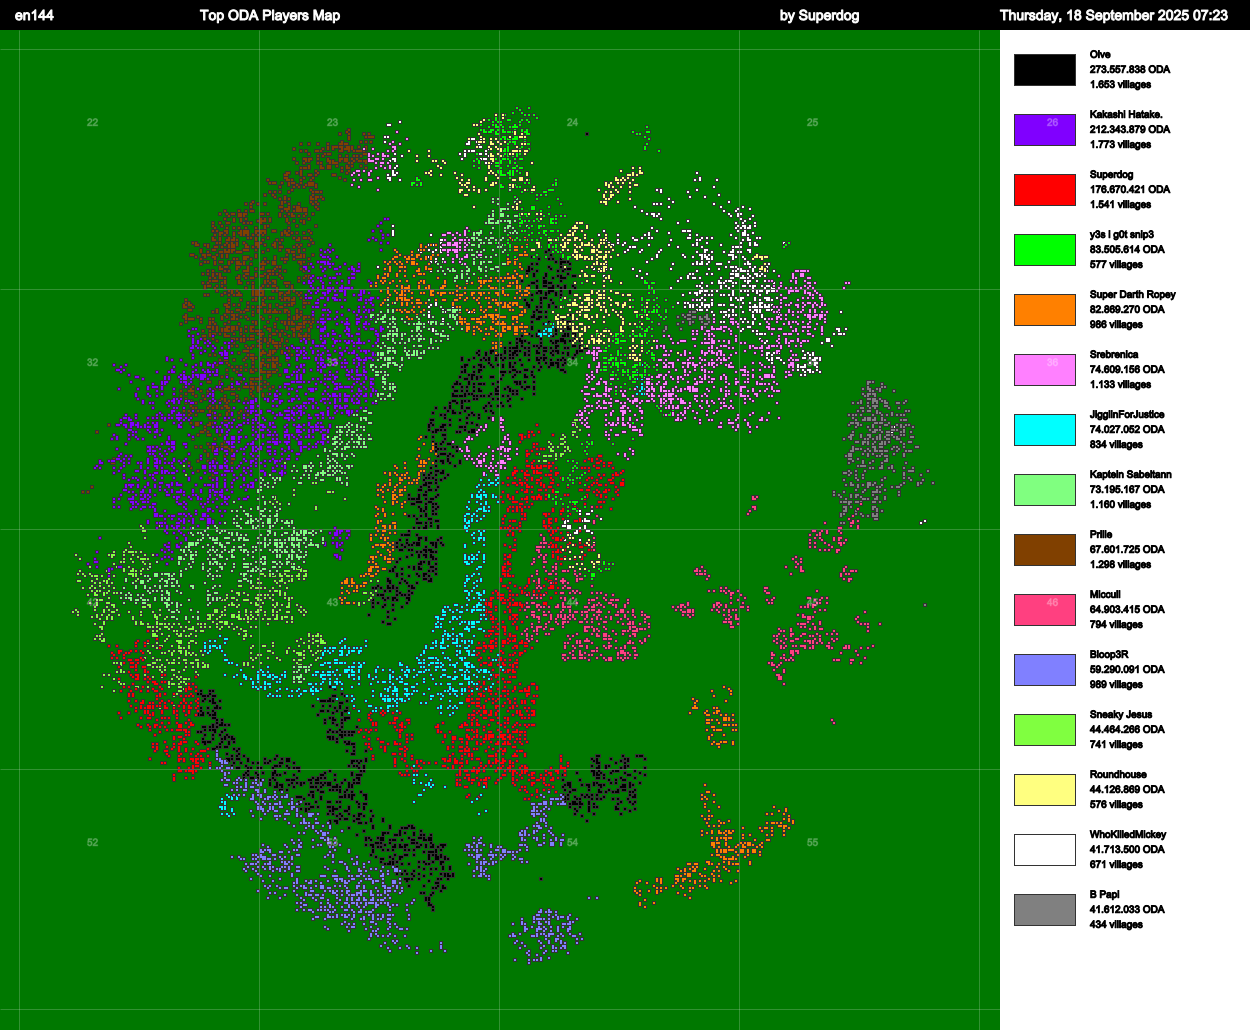 en144 Top ODA Players Map by Superdog Thursday, 18 September 2025 07:23
Olve
273.557.838 ODA
1.653 villages
Kakashi Hatake.
212.343.879 ODA
1.773 villages
Superdog
176.670.421 ODA
1.541 villages
y3s i g0t snip3
83.505.614 ODA
577 villages
Super Darth Ropey
82.869.270 ODA
986 villages
Srebrenica
74.609.156 ODA
1.133 villages
JigglinForJustice
74.027.052 ODA
834 villages
Kaptein Sabeltann
73.195.167 ODA
1.160 villages
Prille
67.601.725 ODA
1.298 villages
Miccull
64.903.415 ODA
794 villages
Bloop3R
59.290.091 ODA
989 villages
Sneaky Jesus
44.464.266 ODA
741 villages
Roundhouse
44.126.869 ODA
576 villages
WhoKilledMickey
41.713.500 ODA
671 villages
B Papi
41.612.033 ODA
434 villages
22 23 24 25 26
32 33 34 36
43 46
52 54 55